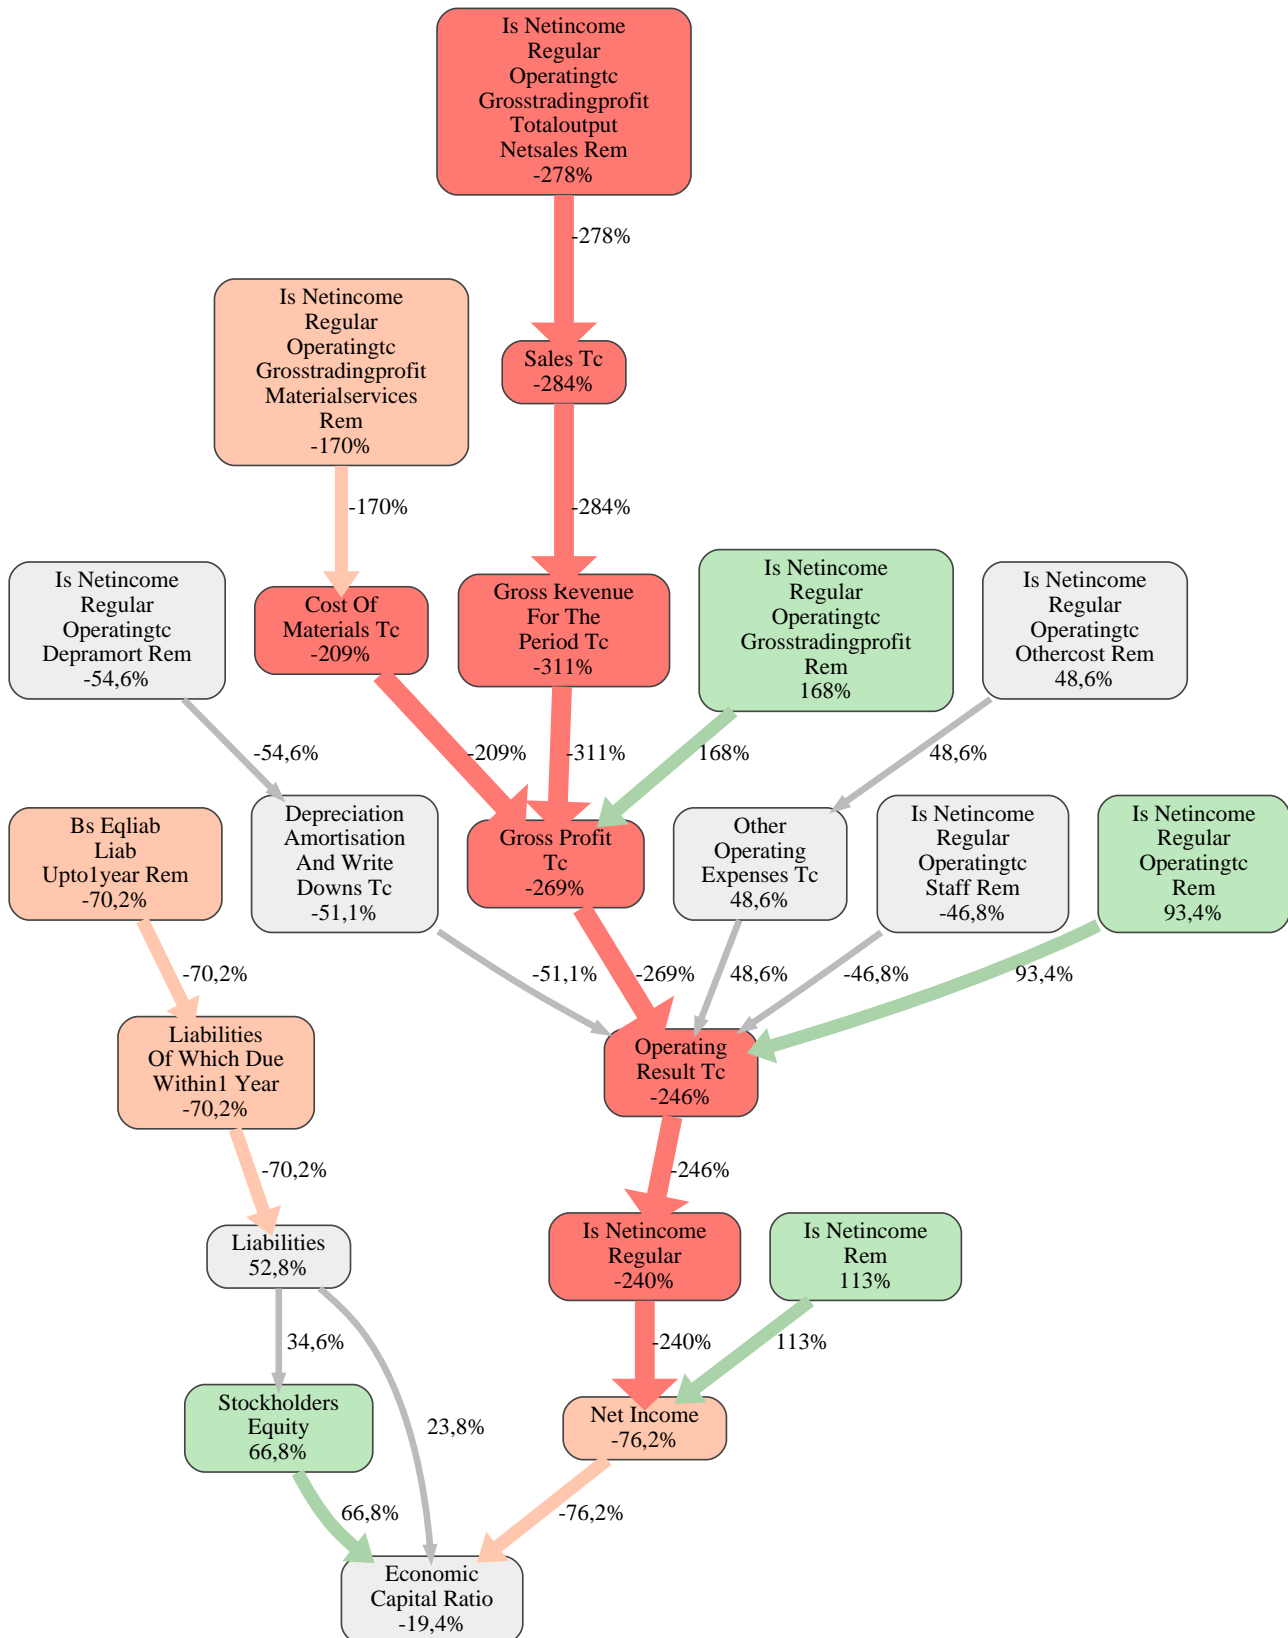 Is Netincome
Regular
Operatingtc
Grosstradingprofit
Totaloutput
Netsales Rem
-278%
-278%
Is Netincome
Regular
Operatingtc
Grosstradingprofit
Materialservices
Rem
-170%
Sales Tc
-284%
-170%
-284%
Is Netincome
Regular
Operatingtc
Depramort Rem
-54,6%
Cost Of
Materials Tc
-209%
Gross Revenue
For The
Period Tc
-311%
Is Netincome
Regular
Operatingtc
Grosstradingprofit
Rem
168%
Is Netincome
Regular
Operatingtc
Othercost Rem
48,6%
-54,6%
-209%
-311%
168%
48,6%
Bs Eqliab
Liab
Upto1year Rem
-70,2%
Depreciation
Amortisation
And Write
Downs Tc
-51,1%
Gross Profit
Tc
-269%
Other
Operating
Expenses Tc
48,6%
Is Netincome
Regular
Operatingtc
Staff Rem
-46,8%
Is Netincome
Regular
Operatingtc
Rem
93,4%
-70,2%
-51,1%
-269%
48,6%
-46,8%
93,4%
Liabilities
Of Which Due
Within1 Year
-70,2%
Operating
Result Tc
-246%
-70,2%
-246%
Liabilities
52,8%
Is Netincome
Regular
-240%
Is Netincome
Rem
113%
34,6%
-240%
113%
Stockholders
Equity
66,8%
23,8%
Net Income
-76,2%
66,8%
-76,2%
Economic
Capital Ratio
-19,4%